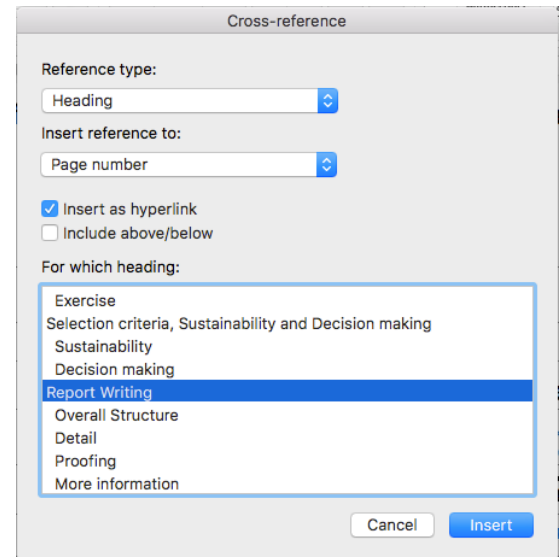 Cross-reference
Reference type:
Heading
Insert reference to:
Page number
Insert as hyperlink
Include above/below
For which heading:
Exercise
Selection criteria, Sustainability and Decision making
Sustainability
Decision making
Report Writing
Overall Structure
Detail
Proofing
More information
Cancel Insert